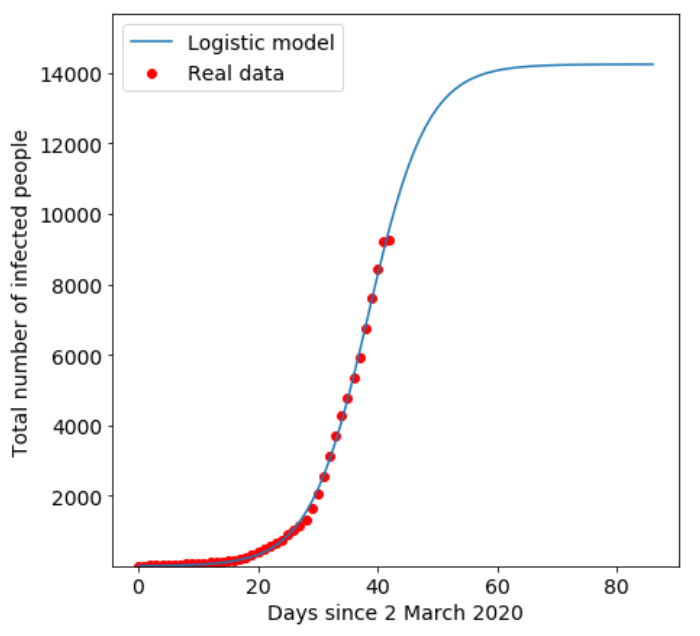 Logistic model
Real data
14000
12000
10000
8000
6000
4000
2000
Total number of infected people
0 20 40 60 80
Days since 2 March 2020